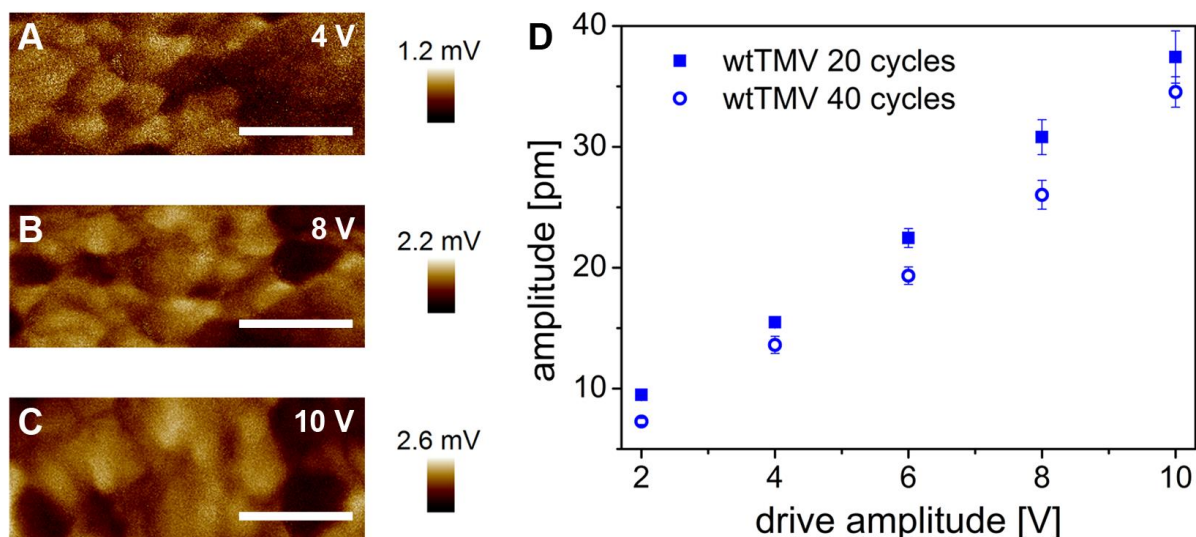 A
4 V
1.2 mV
B
8 V
2.2 mV
C
10 V
2.6 mV
D
wtTMV 20 cycles
wtTMV 40 cycles
amplitude [pm]
40
30
20
10
2 4 6 8 10
drive amplitude [V]